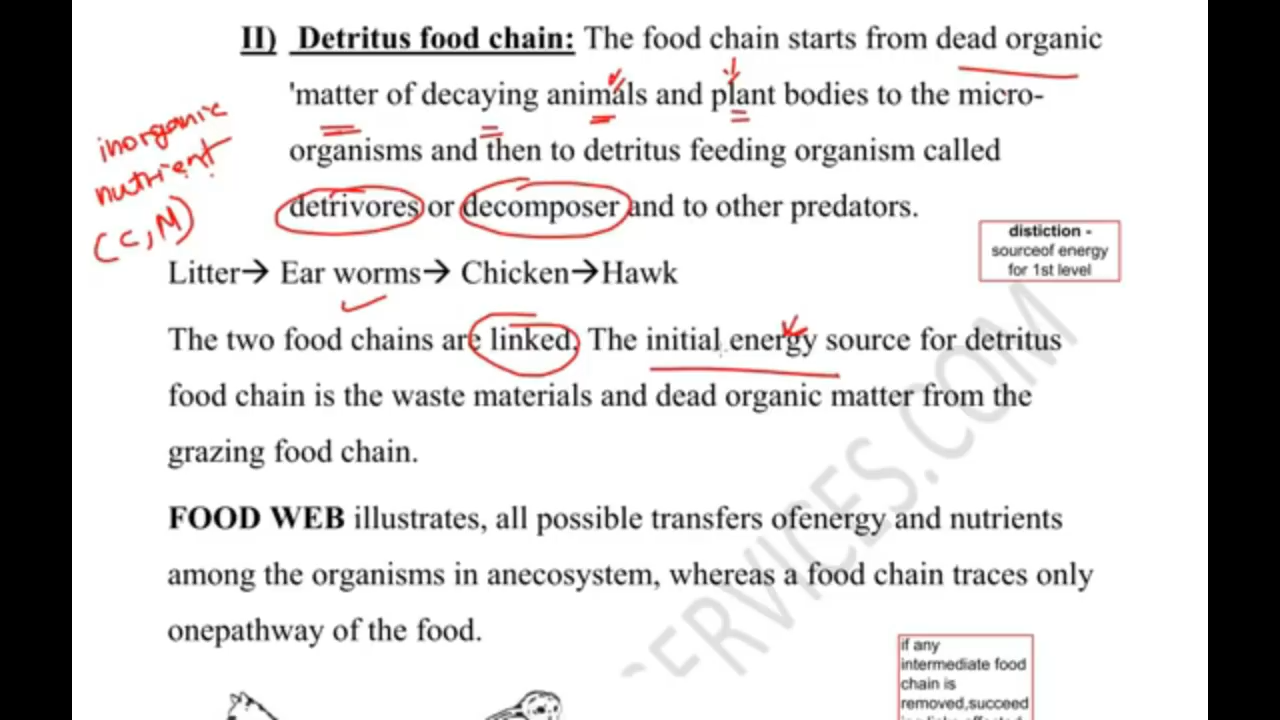 II) Detritus food chain: The food chain starts from dead organic
'matter of decaying animals and plant bodies to the micro-
organisms and then to detritus feeding organism called
detrivores or decomposer and to other predators.
inorganic
nutrient
(C, M)
distiction -
sourceof energy
for 1st level
Litter→ Ear worms→ Chicken→Hawk
The two food chains are linked. The initial energy source for detritus
food chain is the waste materials and dead organic matter from the
grazing food chain.
FOOD WEB illustrates, all possible transfers ofenergy and nutrients
among the organisms in anecosystem, whereas a food chain traces only
onepathway of the food.
SERVICES.COM
if any
intermediate food
chain is
removed,succeed